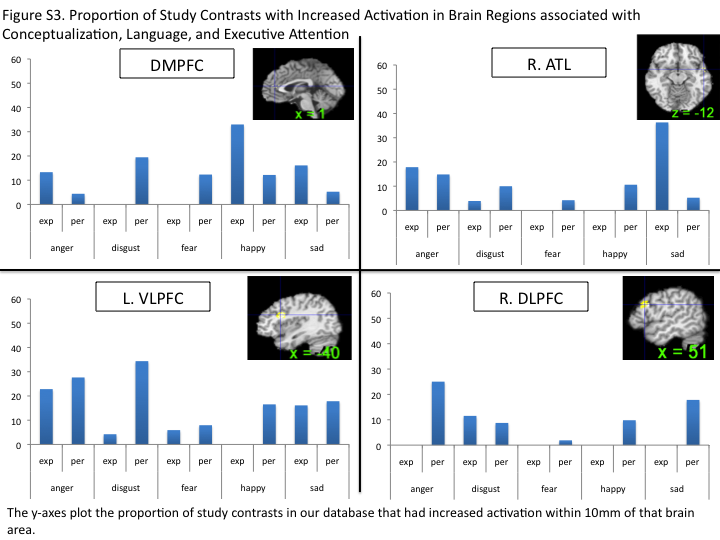 Figure S3. Proportion of Study Contrasts with Increased Activation in Brain Regions associated with
Conceptualization, Language, and Executive Attention
DMPFC
x = 1
60
50
40
30
20
10
0
exp per exp per exp per exp per exp per
anger disgust fear happy sad
R. ATL
z = -12
60
50
40
30
20
10
0
exp per exp per exp per exp per exp per
anger disgust fear happy sad
L. VLPFC
x = -40
60
50
40
30
20
10
0
exp per exp per exp per exp per exp per
anger disgust fear happy sad
R. DLPFC
x = 51
60
50
40
30
20
10
0
exp per exp per exp per exp per exp per
anger disgust fear happy sad
The y-axes plot the proportion of study contrasts in our database that had increased activation within 10mm of that brain
area.